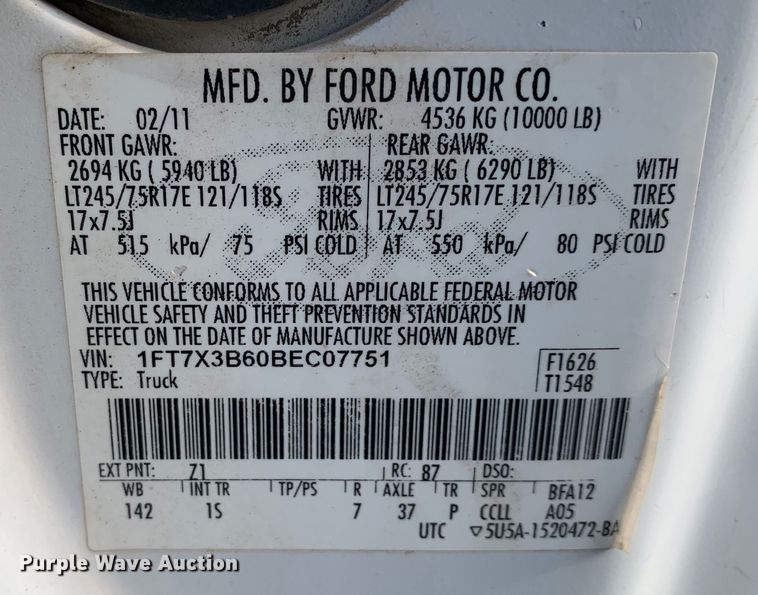 MFD. BY FORD MOTOR CO.
DATE: 02/11 GVWR: 4536 KG (10000 LB)
FRONT GAWR: REAR GAWR:
2694 KG ( 5940 LB) WITH 2853 KG ( 6290 LB) WITH
LT245/75R17E 121/118S TIRES LT245/75R17E 121/118S TIRES
17x7.5J RIMS 17x7.5J RIMS
AT 515 kPa/ 75 PSI COLD AT 550 kPa/ 80 PSI COLD
THIS VEHICLE CONFORMS TO ALL APPLICABLE FEDERAL MOTOR
VEHICLE SAFETY AND THEFT PREVENTION STANDARDS IN
EFFECT ON THE DATE OF MANUFACTURE SHOWN ABOVE.
VIN: 1FT7X3B60BEC07751 F1626
TYPE: Truck T1548
EXT PNT: Z1 RC: 87 DSO:
WB INT TR TP/PS R AXLE TR SPR BFA12
142 1S 7 37 P CCLL A05
UTC ▽5U5A-1520472-BA
Purple Wave Auction